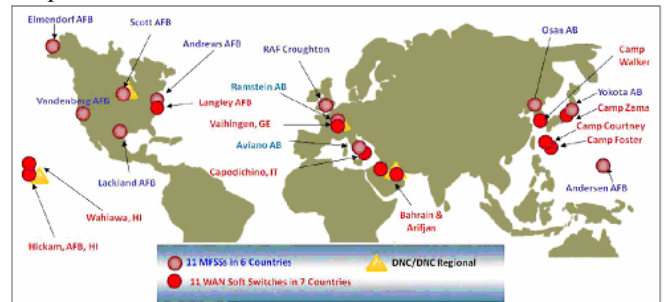 Elmendorf AFB
Scott AFB
Andrews AFB
RAF Croughton
Osan AB
Camp
Walker
Vandenberg AFB
Langley AFB
Ramstein AB
Vaihingen, GE
Yokota AB
Camp Zama
Aviano AB
Camp Courtney
Capodichino, IT
Camp Foster
Lackland AFB
Andersen AFB
Wahiawa, HI
Bahrain &
Arifjan
Hickam, AFB, HI
11 MFSSs in 6 Countries
DNC/DNC Regional
11 WAN Soft Switches in 7 Countries